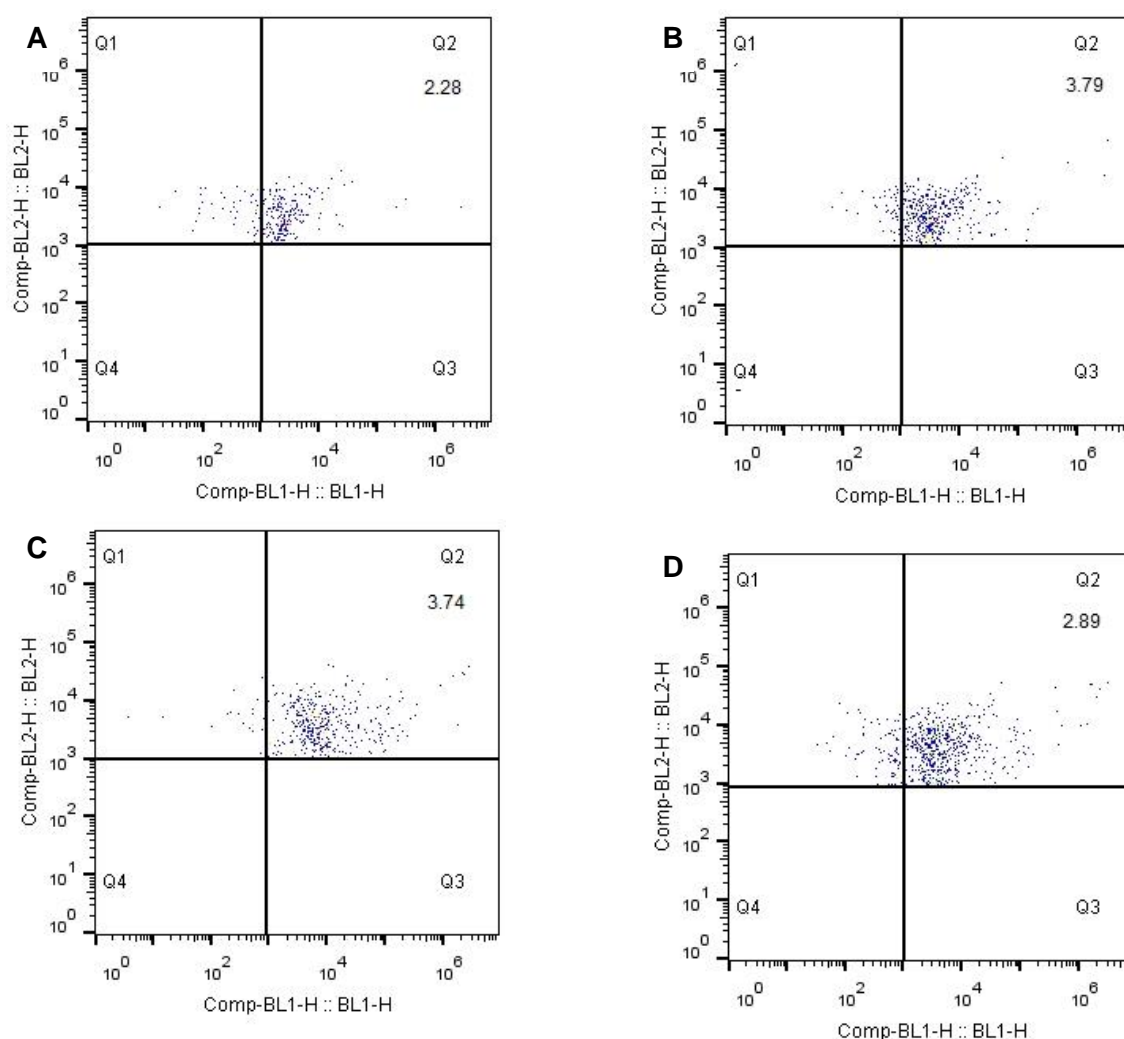 A
Q1 Q2
2.28
10^6
10^5
10^4
10^3
10^2
10^1
10^0
Q4 Q3
10^0 10^2 10^4 10^6
Comp-BL2-H :: BL2-H
Comp-BL1-H :: BL1-H
B
Q1 Q2
3.79
10^6
10^5
10^4
10^3
10^2
10^1
10^0
Q4 Q3
10^0 10^2 10^4 10^6
Comp-BL2-H :: BL2-H
Comp-BL1-H :: BL1-H
C
Q1 Q2
3.74
10^6
10^5
10^4
10^3
10^2
10^1
10^0
Q4 Q3
10^0 10^2 10^4 10^6
Comp-BL2-H :: BL2-H
Comp-BL1-H :: BL1-H
D
Q1 Q2
2.89
10^6
10^5
10^4
10^3
10^2
10^1
10^0
Q4 Q3
10^0 10^2 10^4 10^6
Comp-BL2-H :: BL2-H
Comp-BL1-H :: BL1-H